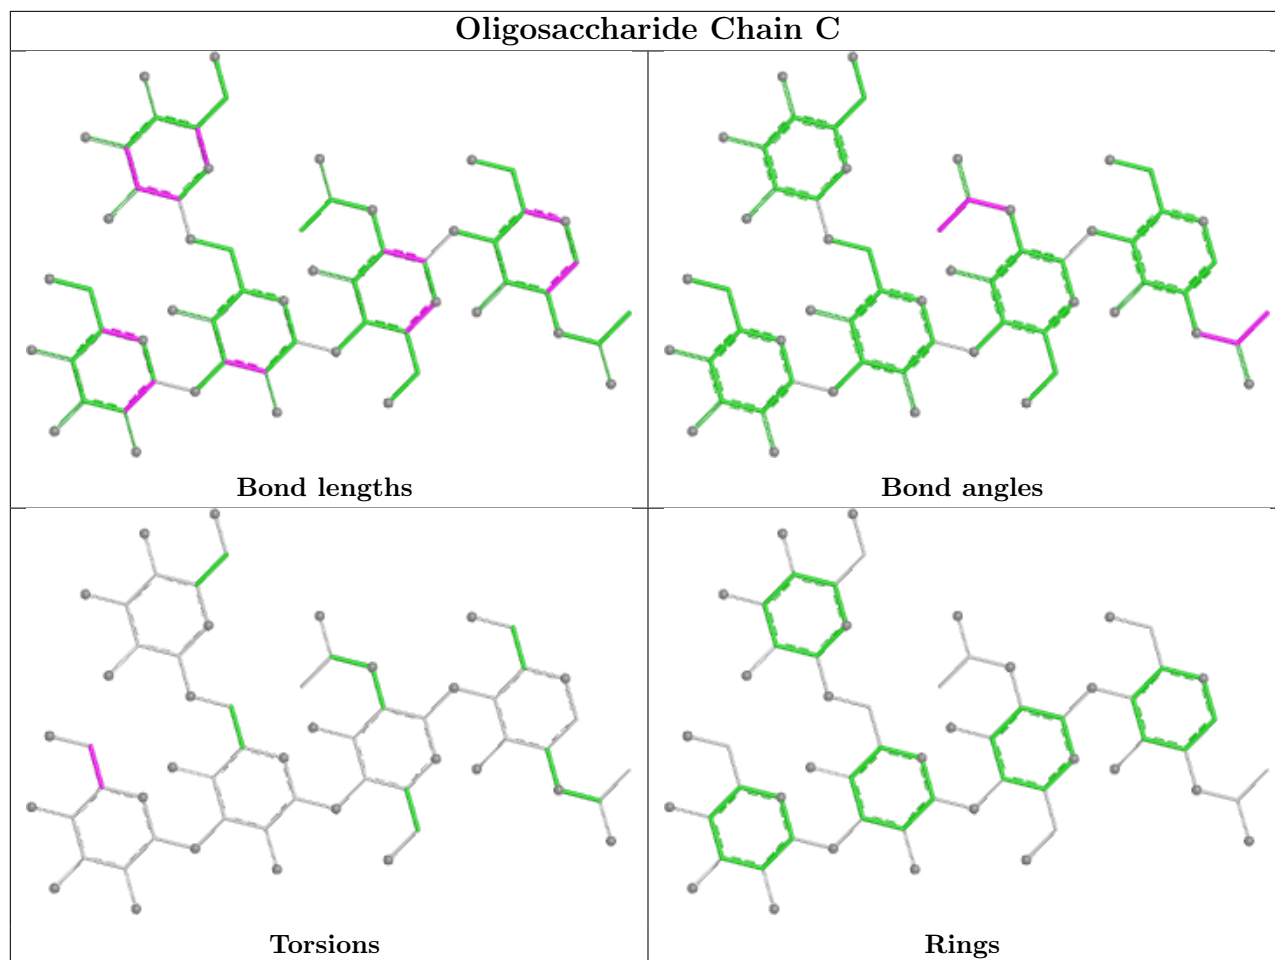 Oligosaccharide Chain C
Bond lengths
Bond angles
Torsions
Rings